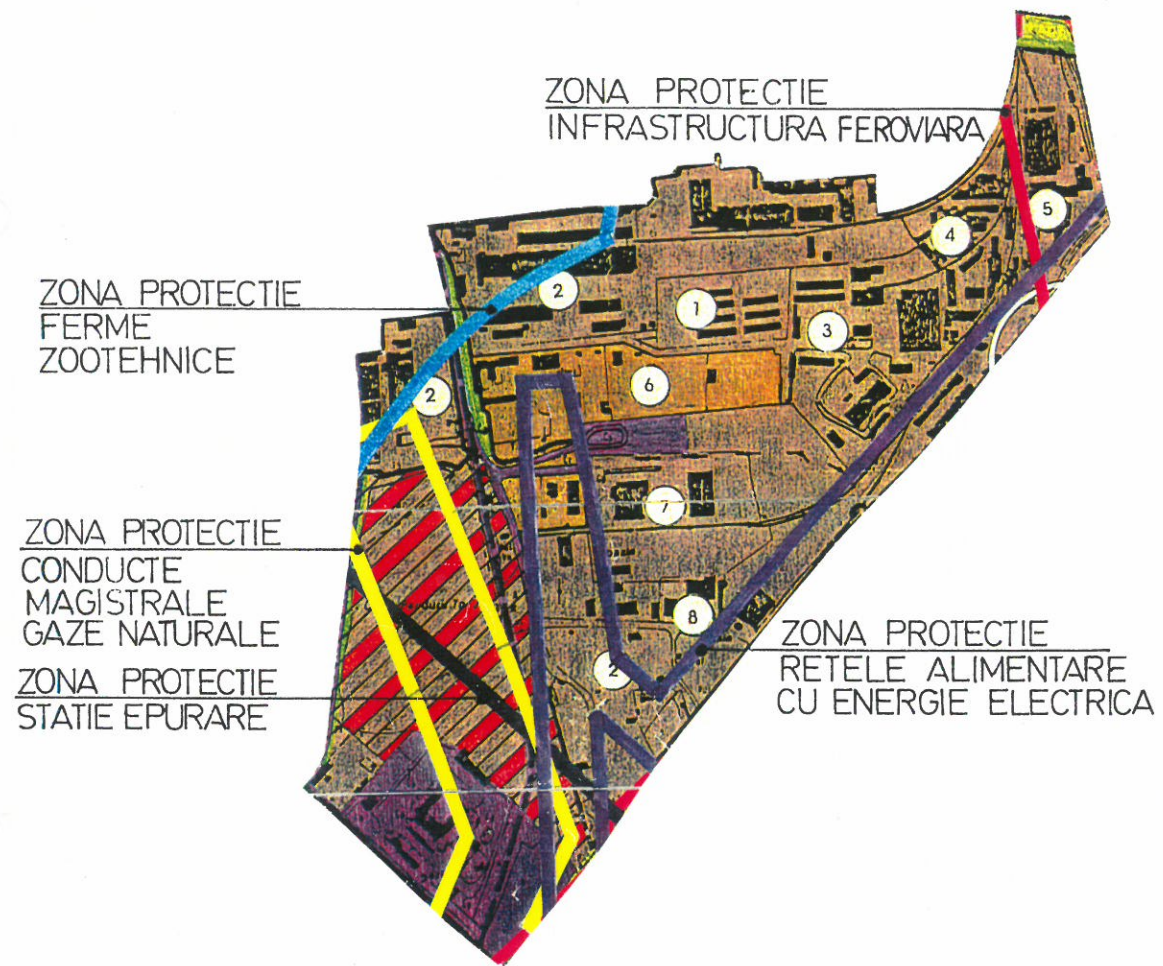 ZONA PROTECTIE
INFRASTRUCTURA FEROVIARA
5
4
ZONA PROTECTIE
FERME
ZOOTEHNICE
2
1
3
6
2
7
ZONA PROTECTIE
CONDUCTE
MAGISTRALE
GAZE NATURALE
8
ZONA PROTECTIE
RETELE ALIMENTARE
CU ENERGIE ELECTRICA
2
ZONA PROTECTIE
STATIE EPURARE